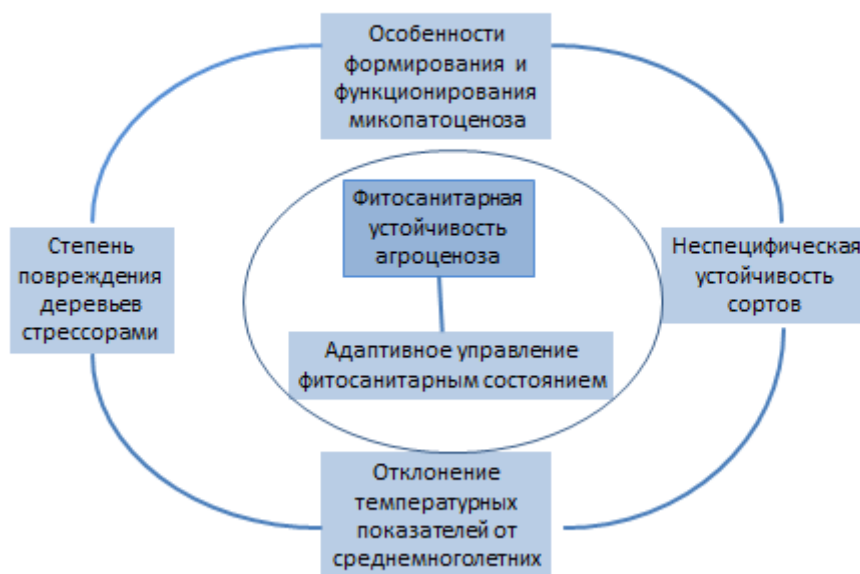 Особенности
формирования и
функционирования
микопатоценоза
Фитосанитарная
устойчивость
агроценоза
Степень
повреждения
деревьев
стрессорами
Неспецифическая
устойчивость
сортов
Адаптивное управление
фитосанитарным состоянием
Отклонение
температурных
показателей от
среднемноголетних